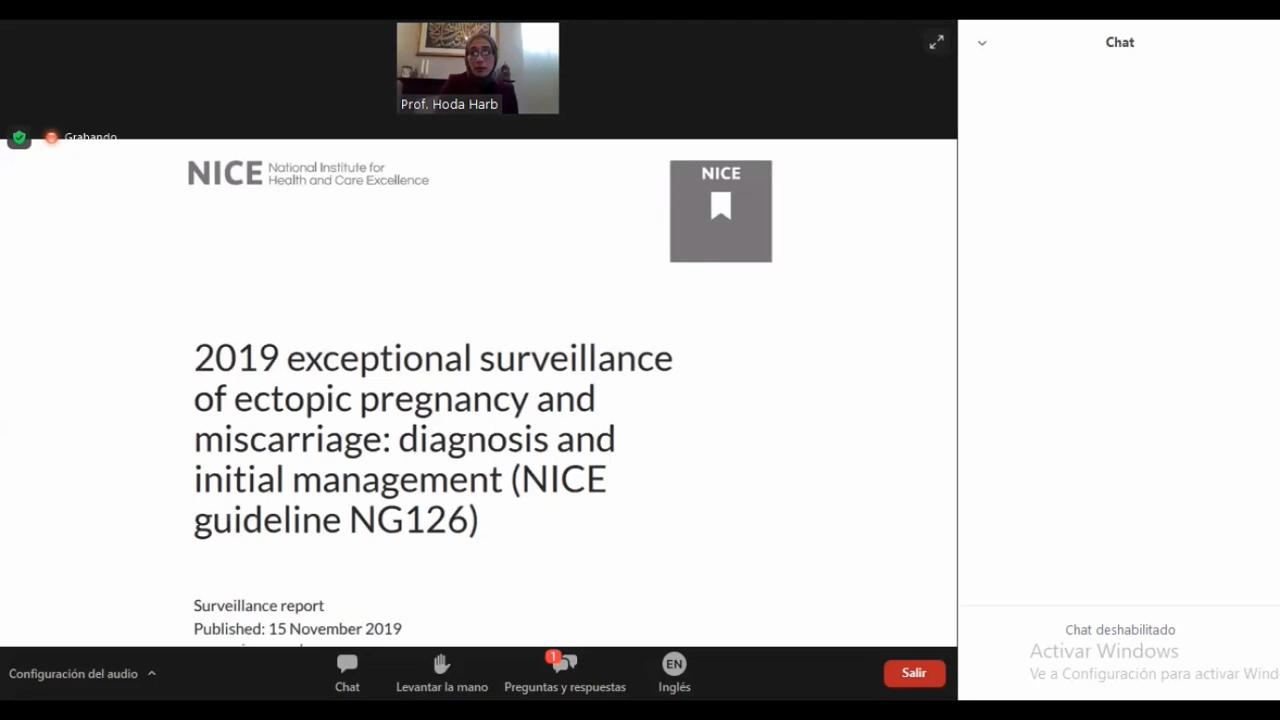 Chat
Prof. Hoda Harb
Grabando
NICE National Institute for
Health and Care Excellence
NICE
2019 exceptional surveillance
of ectopic pregnancy and
miscarriage: diagnosis and
initial management (NICE
guideline NG126)
Surveillance report
Published: 15 November 2019
Chat deshabilitado
Activar Windows
Ve a Configuración para activar Wind
Configuración del audio
Chat
Levantar la mano
1
Preguntas y respuestas
EN
Inglés
Salir